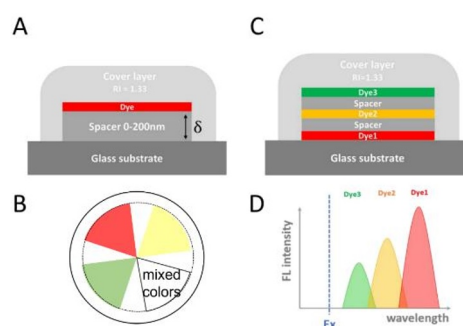 A
Cover layer
RI = 1.33
Dye
Spacer 0-200nm
δ
Glass substrate
B
mixed
colors
C
Cover layer
RI=1.33
Dye3
Spacer
Dye2
Spacer
Dye1
Glass substrate
D
Dye3
Dye2
Dye1
FL intensity
wavelength
Ex